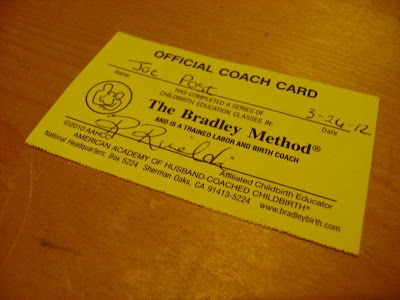 OFFICIAL COACH CARD
Joe Post 3-24-12
Name Date
HAS COMPLETED A SERIES OF
CHILDBIRTH EDUCATION CLASSES IN:
The Bradley Method®
AND IS A TRAINED LABOR AND BIRTH COACH
©2010 AAHCC
Affiliated Childbirth Educator
AMERICAN ACADEMY OF HUSBAND-COACHED CHILDBIRTH®
National Headquarters: Box 5224 Sherman Oaks, CA 91413-5224 www.bradleybirth.com